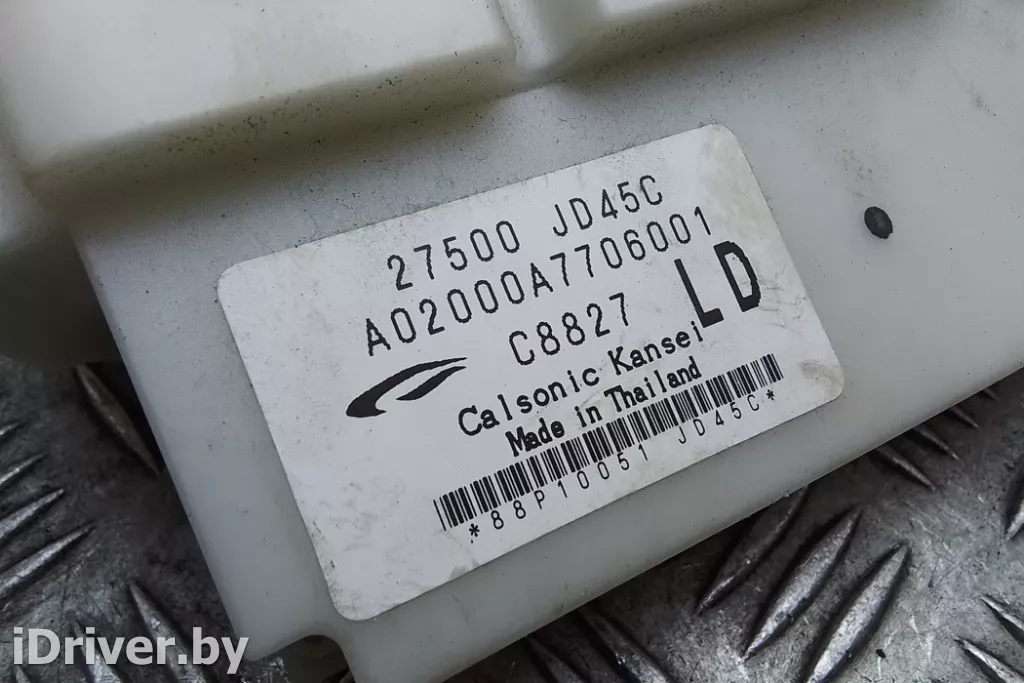 27500 JD45C
A02000A7706001
C8827 LD
Calsonic Kansei
Made in Thailand
*88P10051 JD45C*
iDriver.by